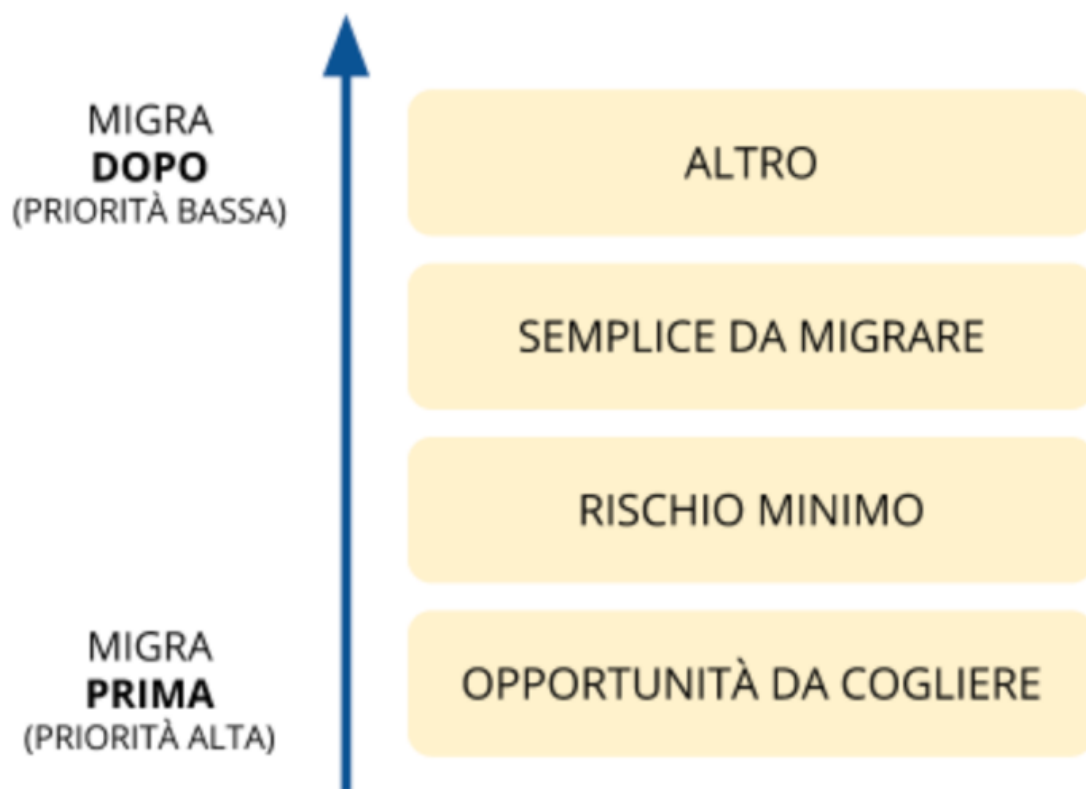 MIGRA
DOPO
(PRIORITÀ BASSA)
ALTRO
SEMPLICE DA MIGRARE
RISCHIO MINIMO
MIGRA
PRIMA
(PRIORITÀ ALTA)
OPPORTUNITÀ DA COGLIERE